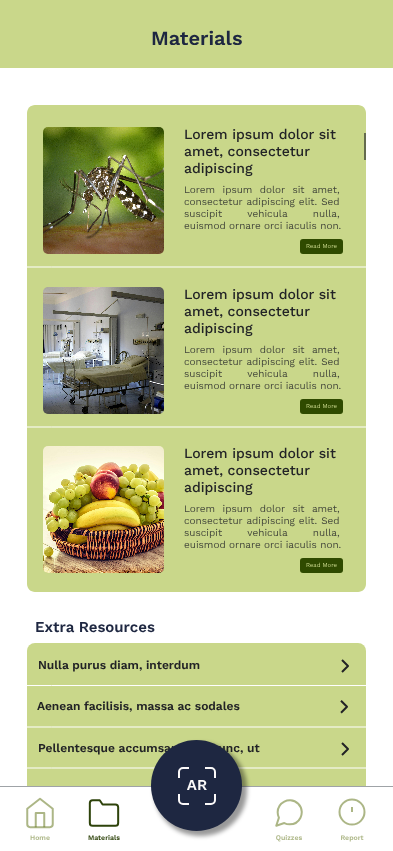 Materials
Lorem ipsum dolor sit
amet, consectetur
adipiscing
Lorem ipsum dolor sit amet,
consectetur adipiscing elit. Sed
suscipit vehicula nulla,
euismod ornare orci iaculis non.
Read More
Lorem ipsum dolor sit
amet, consectetur
adipiscing
Lorem ipsum dolor sit amet,
consectetur adipiscing elit. Sed
suscipit vehicula nulla,
euismod ornare orci iaculis non.
Read More
Lorem ipsum dolor sit
amet, consectetur
adipiscing
Lorem ipsum dolor sit amet,
consectetur adipiscing elit. Sed
suscipit vehicula nulla,
euismod ornare orci iaculis non.
Read More
Extra Resources
Nulla purus diam, interdum
Aenean facilisis, massa ac sodales
Pellentesque ut
AR
Home
Materials
Quizzes
Report